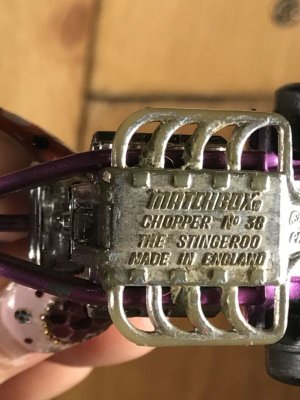 MATCHBOX®
CHOPPER Nº 38
THE STINGEROO
MADE IN ENGLAND